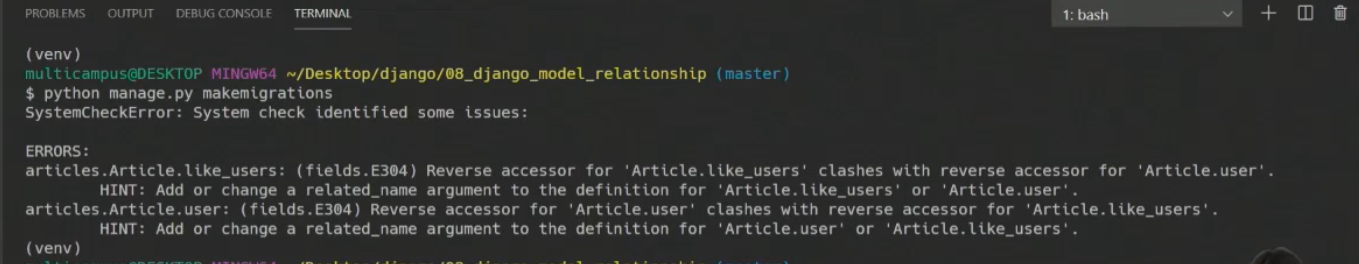 PROBLEMS OUTPUT DEBUG CONSOLE TERMINAL 1: bash
(venv)
multicampus@DESKTOP MINGW64 ~/Desktop/django/08_django_model_relationship (master)
$ python manage.py makemigrations
SystemCheckError: System check identified some issues:
ERRORS:
articles.Article.like_users: (fields.E304) Reverse accessor for 'Article.like_users' clashes with reverse accessor for 'Article.user'.
HINT: Add or change a related_name argument to the definition for 'Article.like_users' or 'Article.user'.
articles.Article.user: (fields.E304) Reverse accessor for 'Article.user' clashes with reverse accessor for 'Article.like_users'.
HINT: Add or change a related_name argument to the definition for 'Article.user' or 'Article.like_users'.
(venv)